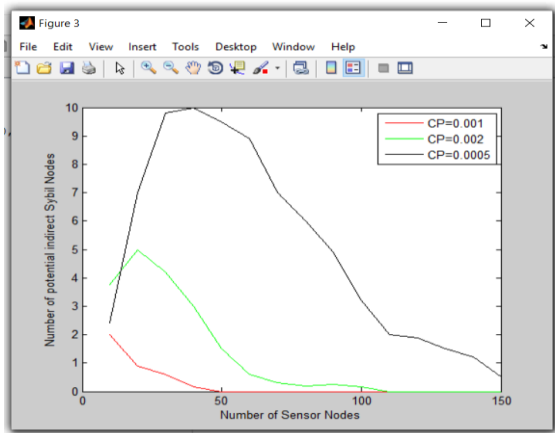 Figure 3
File Edit View Insert Tools Desktop Window Help
10
9
8
7
6
5
4
3
2
1
0
Number of potential indirect Sybil Nodes
CP=0.001
CP=0.002
CP=0.0005
0 50 100 150
Number of Sensor Nodes